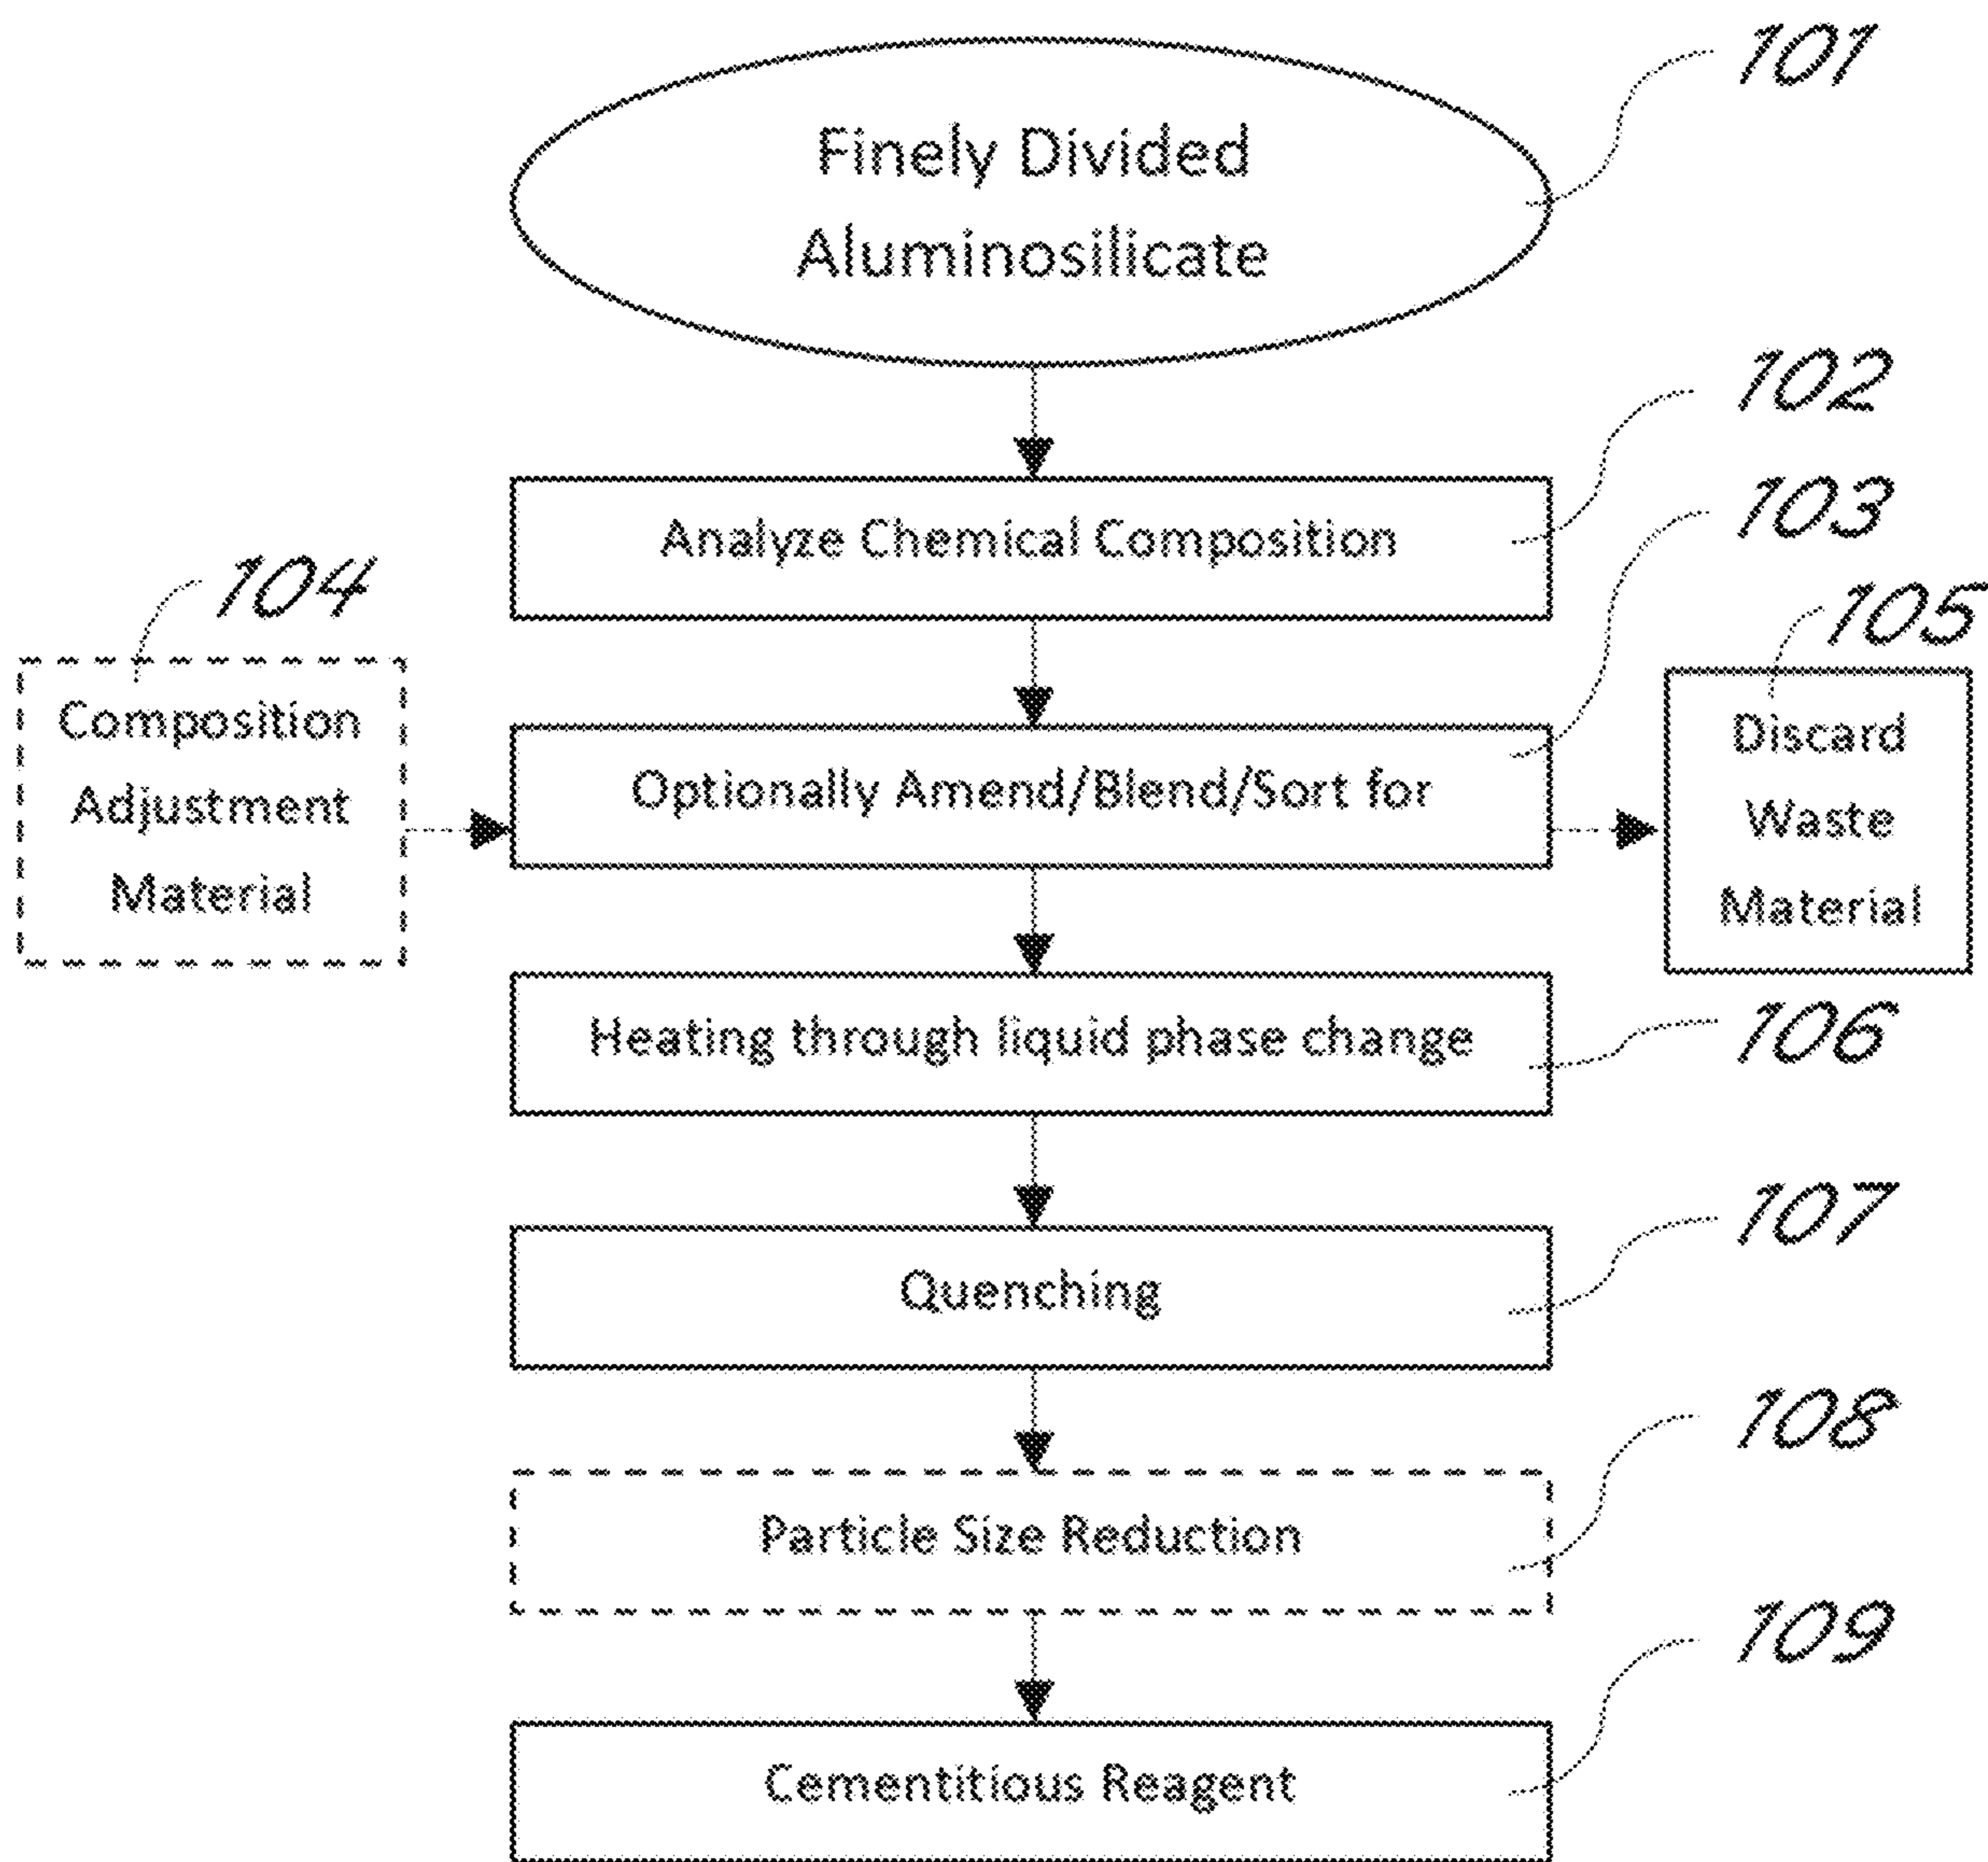 101
Finely Divided
Aluminosilicate
102
Analyze Chemical Composition
103
104
Composition
Adjustment
Material
Optionally Amend/Blend/Sort for
105
Discard
Waste
Material
Heating through liquid phase change
106
Quenching
107
Particle Size Reduction
108
Cementitious Reagent
109